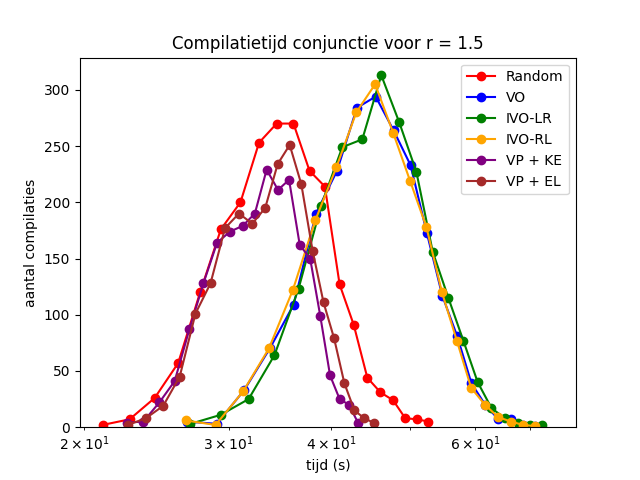 Compilatietijd conjunctie voor r = 1.5
aantal compilaties
300
250
200
150
100
50
0
2 × 10¹
3 × 10¹
4 × 10¹
6 × 10¹
tijd (s)
Random
VO
IVO-LR
IVO-RL
VP + KE
VP + EL